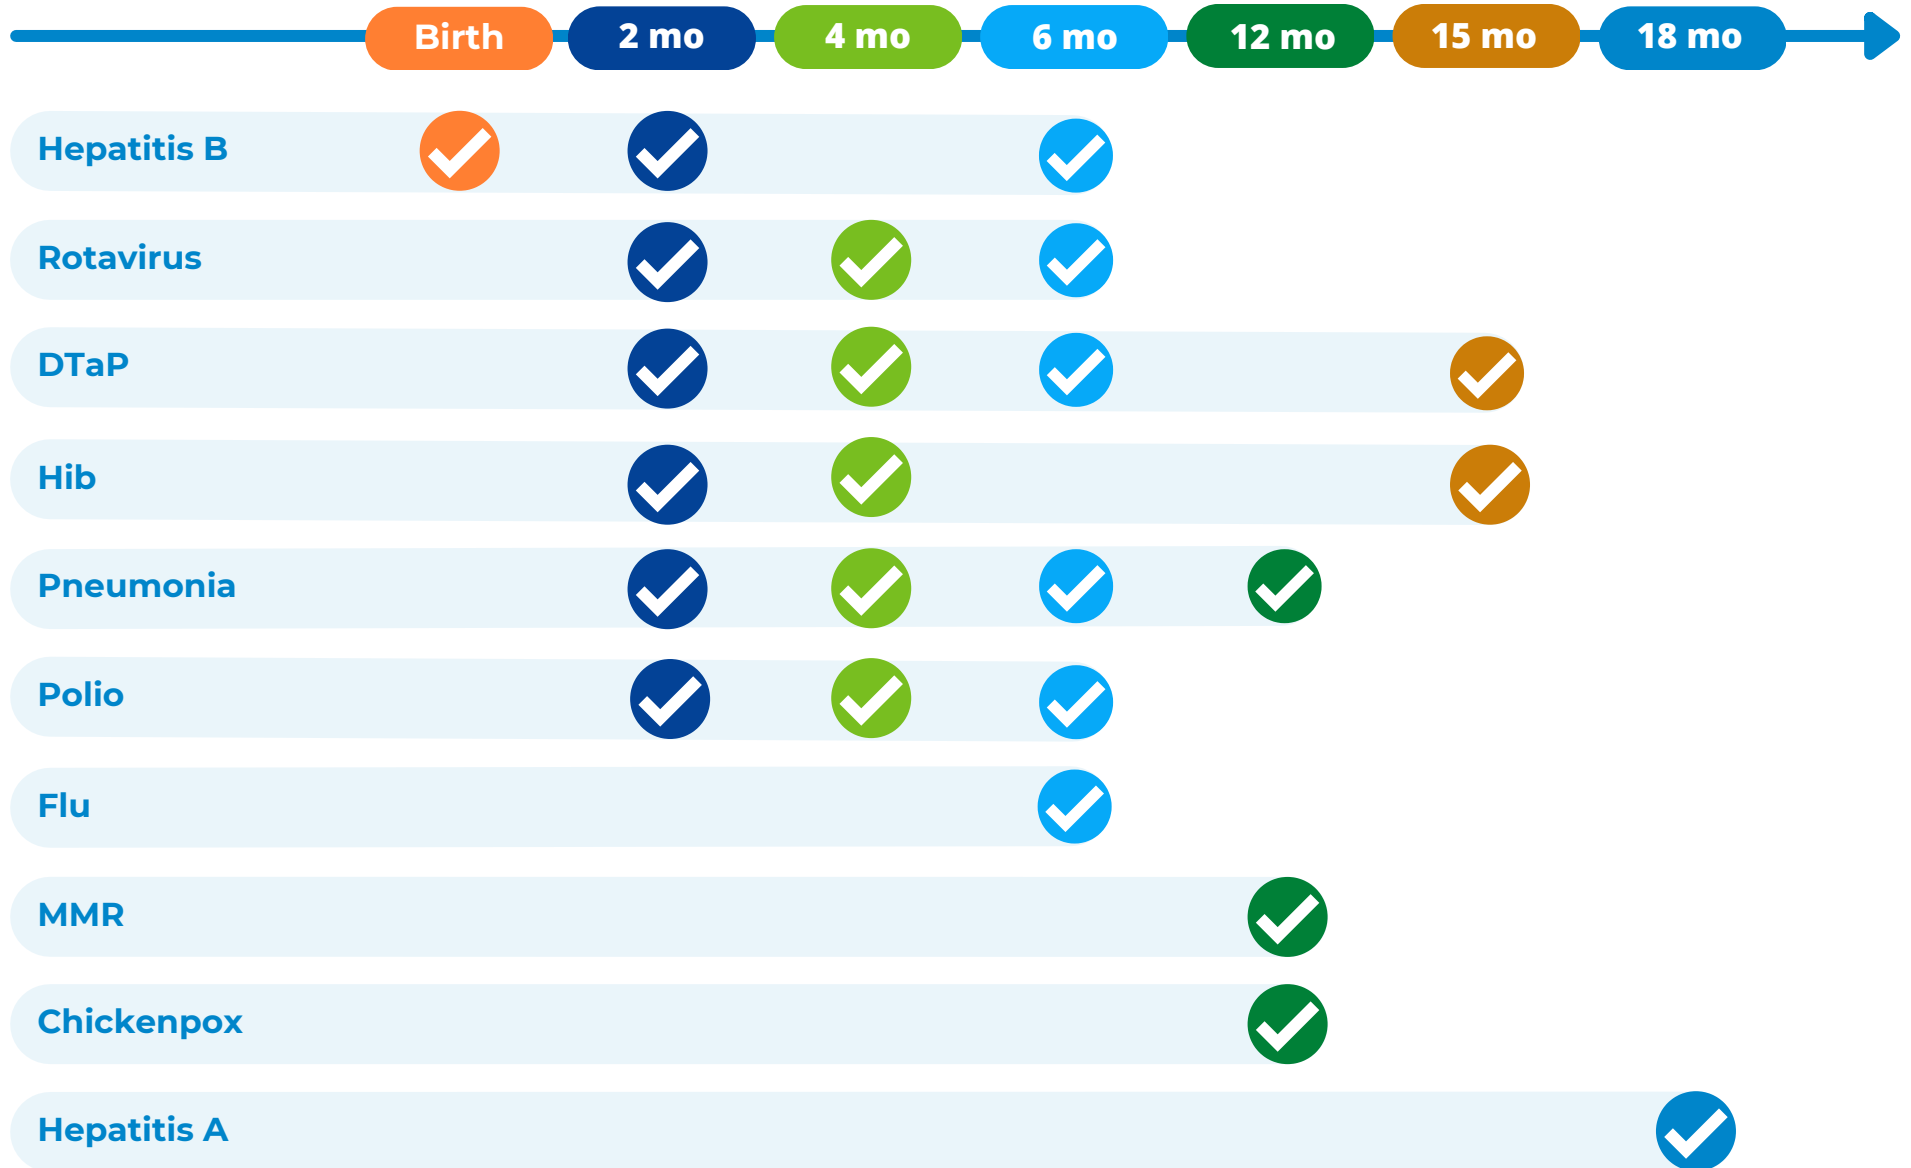 Birth 2 mo 4 mo 6 mo 12 mo 15 mo 18 mo
Hepatitis B
Rotavirus
DTaP
Hib
Pneumonia
Polio
Flu
MMR
Chickenpox
Hepatitis A